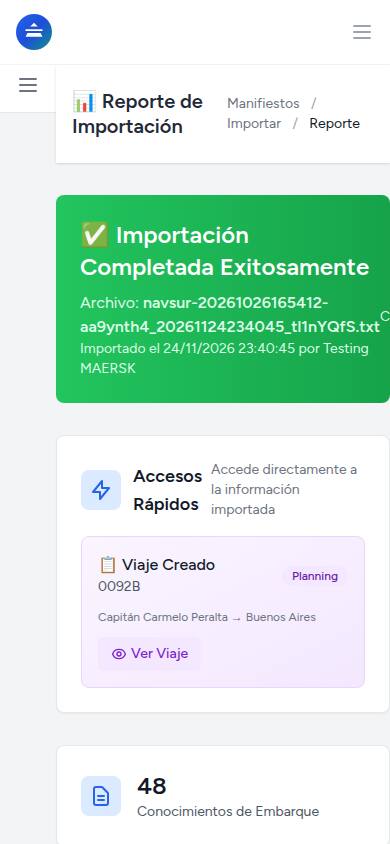 📊 Reporte de
Importación
Manifiestos /
Importar / Reporte
✅ Importación
Completada Exitosamente
Archivo: navsur-20261026165412-
aa9ynth4_20261124234045_tl1nYQfS.txt
Importado el 24/11/2026 23:40:45 por Testing
MAERSK
C
Accesos
Rápidos
Accede directamente a
la información
importada
📋 Viaje Creado
0092B
Planning
Capitán Carmelo Peralta → Buenos Aires
Ver Viaje
48
Conocimientos de Embarque